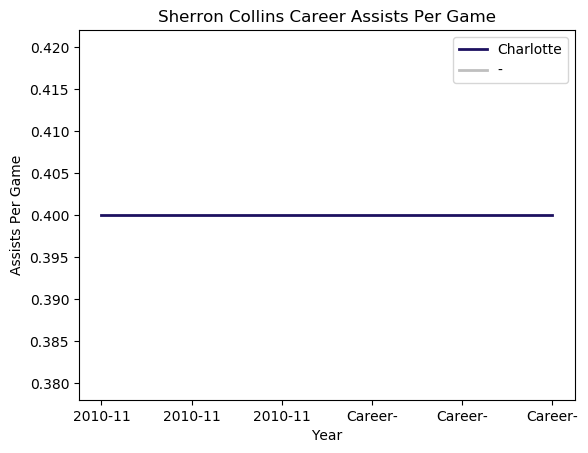 Sherron Collins Career Assists Per Game
Charlotte
-
0.420
0.415
0.410
0.405
0.400
0.395
0.390
0.385
0.380
Assists Per Game
2010-11 2010-11 2010-11 Career- Career- Career-
Year